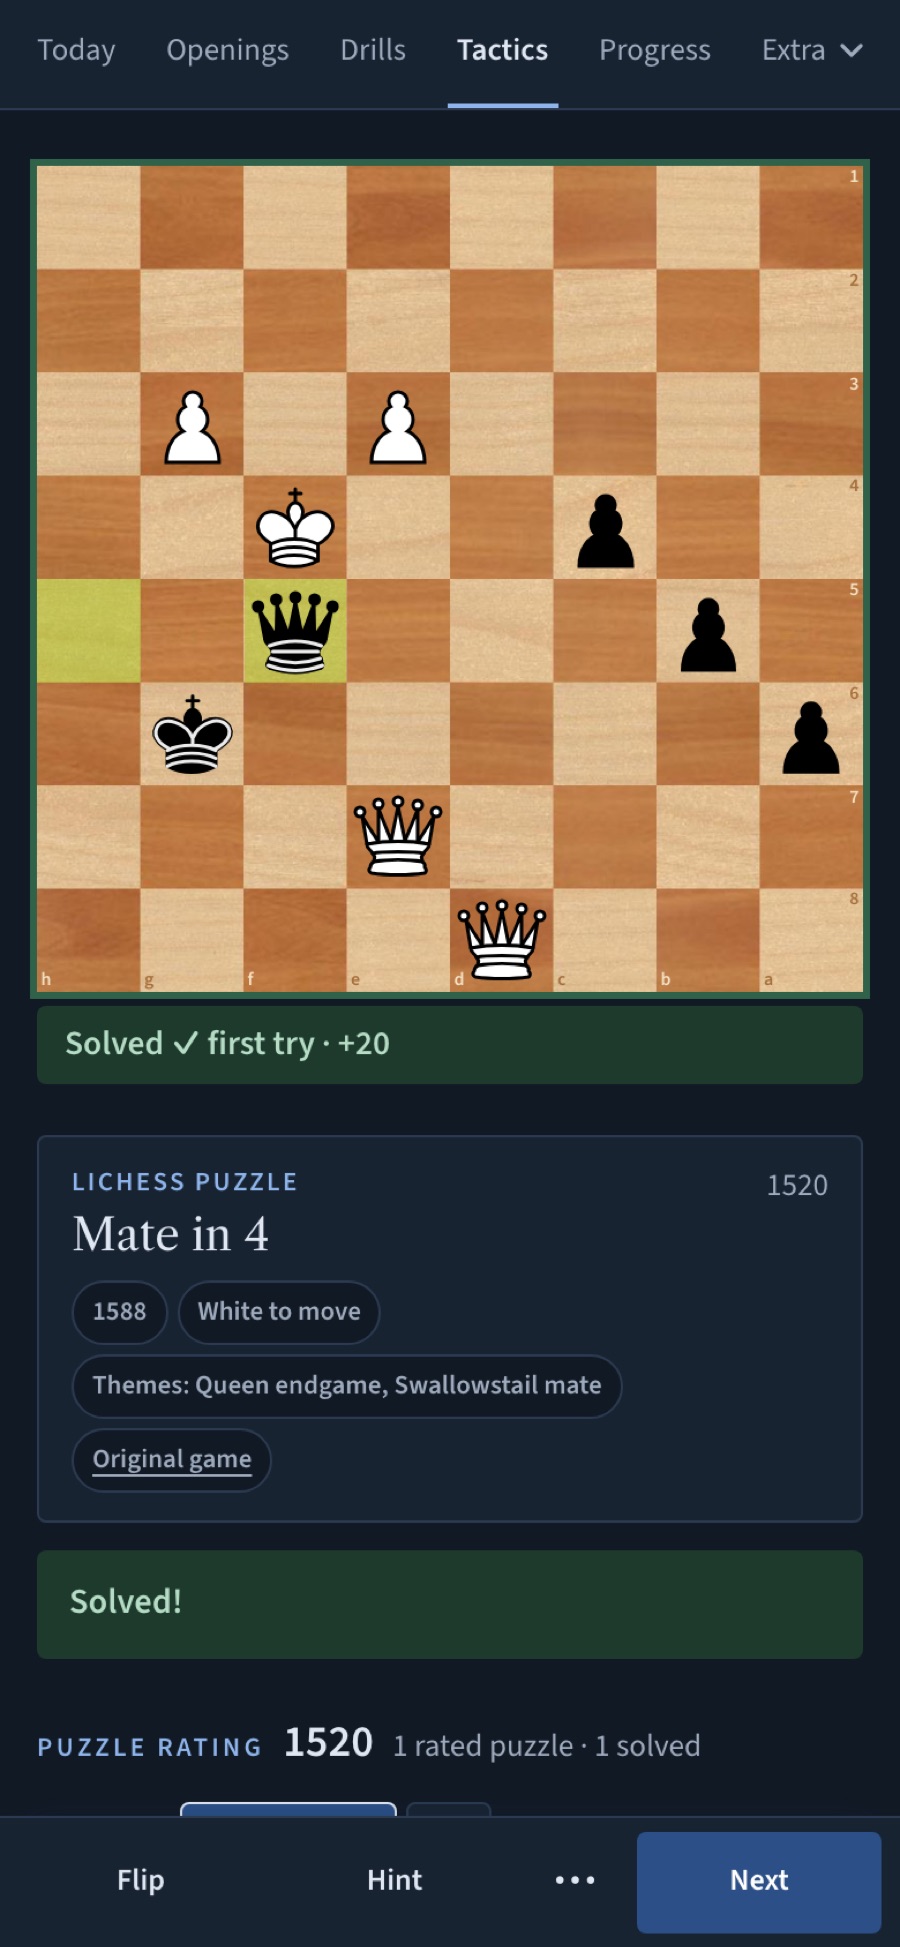 Today Openings Drills Tactics Progress Extra
1
2
3
4
5
6
7
8
h g f e d c b a
Solved ✓ first try · +20
LICHESS PUZZLE 1520
Mate in 4
1588 White to move
Themes: Queen endgame, Swallowstail mate
Original game
Solved!
PUZZLE RATING 1520 1 rated puzzle · 1 solved
Flip Hint ••• Next